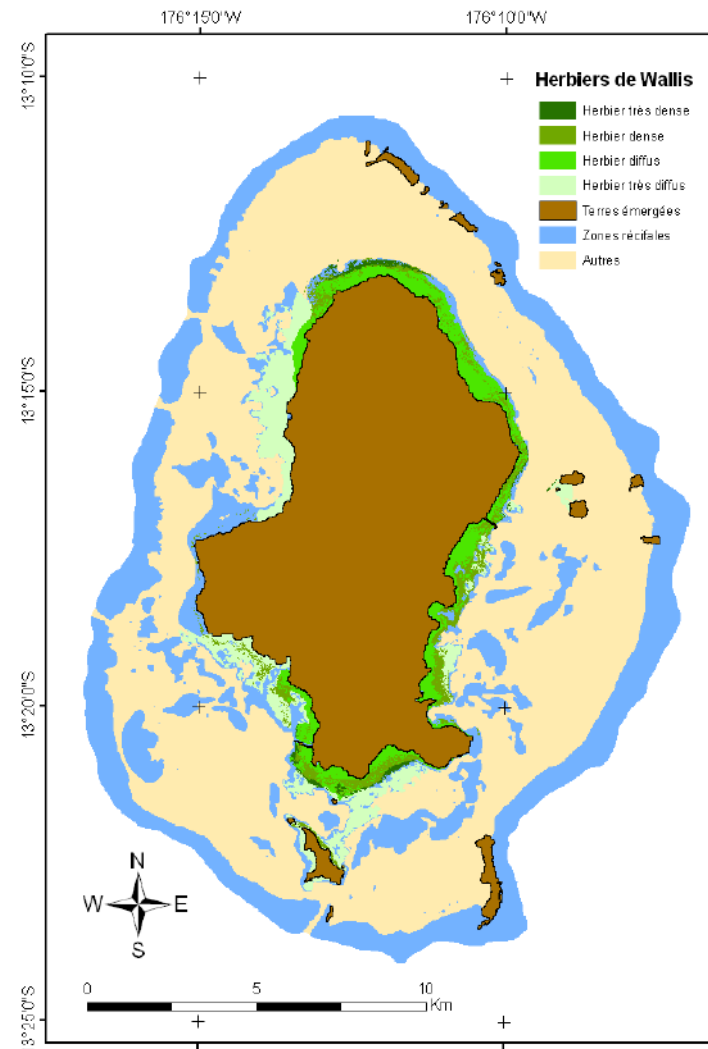 176°15'0"W 176°10'0"W
13°10'0"S
Herbiers de Wallis
Herbier très dense
Herbier dense
Herbier diffus
Herbier très diffus
Terres émergées
Zones récifales
Autres
13°15'0"S
13°20'0"S
N
W E
S
0 5 10
Km
13°25'0"S